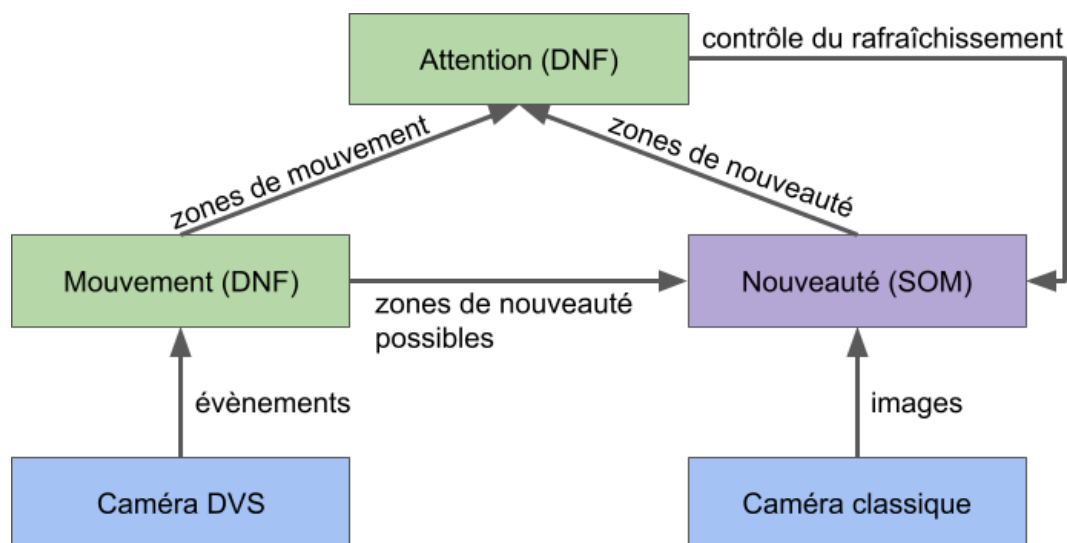 Attention (DNF)
contrôle du rafraîchissement
zones de mouvement
zones de nouveauté
Mouvement (DNF)
zones de nouveauté
possibles
Nouveauté (SOM)
évènements
images
Caméra DVS
Caméra classique